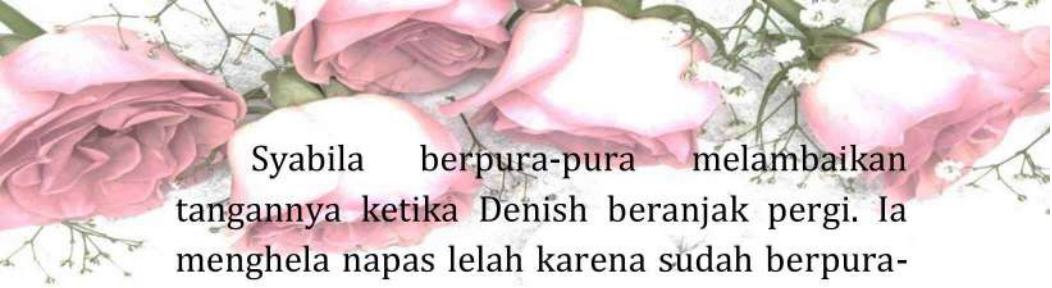 Syabila berpura-pura melambaikan
tangannya ketika Denish beranjak pergi. Ia
menghela napas lelah karena sudah berpura-